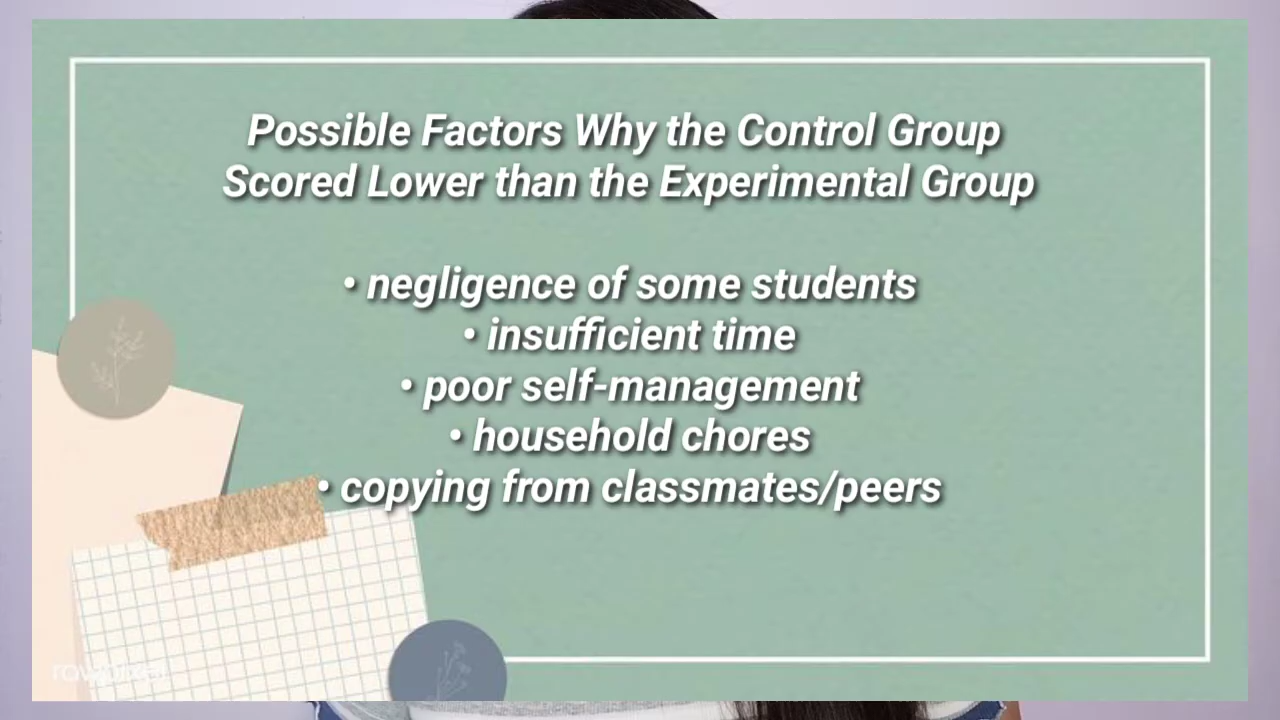 Possible Factors Why the Control Group
Scored Lower than the Experimental Group
• negligence of some students
• insufficient time
• poor self-management
• household chores
• copying from classmates/peers
rawpixel